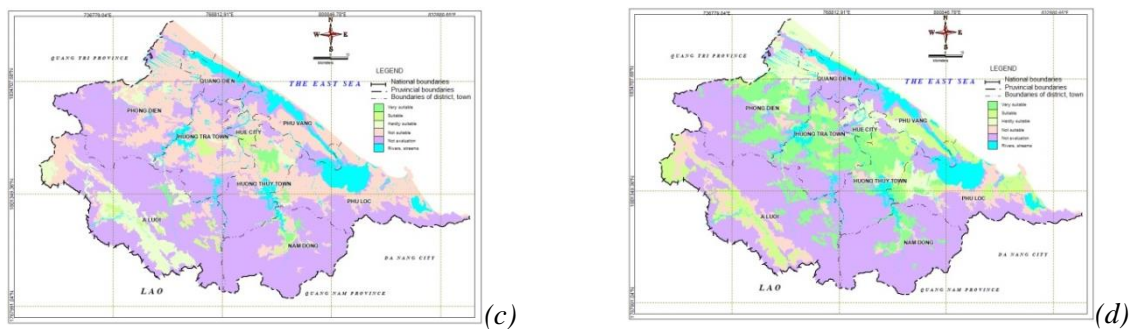 N
W E
S
QUANG TRI PROVINCE
THE EAST SEA
LEGEND
National boundaries
Provincial boundaries
Boundaries of district, town
Very suitable
Suitable
Hardly suitable
Not suitable
Not evaluation
Rivers, streams
QUANG DIEN
PHONG DIEN
PHU VANG
HUONG TRA TOWN
HUE CITY
HUONG THUY TOWN
PHU LOC
A LUOI
NAM DONG
DA NANG CITY
LAO
QUANG NAM PROVINCE
(c)
N
W E
S
QUANG TRI PROVINCE
THE EAST SEA
LEGEND
National boundaries
Provincial boundaries
Boundaries of district, town
Very suitable
Suitable
Hardly suitable
Not suitable
Not evaluation
Rivers, streams
QUANG DIEN
PHONG DIEN
PHU VANG
HUONG TRA TOWN
HUE CITY
HUONG THUY TOWN
PHU LOC
A LUOI
NAM DONG
DA NANG CITY
LAO
QUANG NAM PROVINCE
(d)